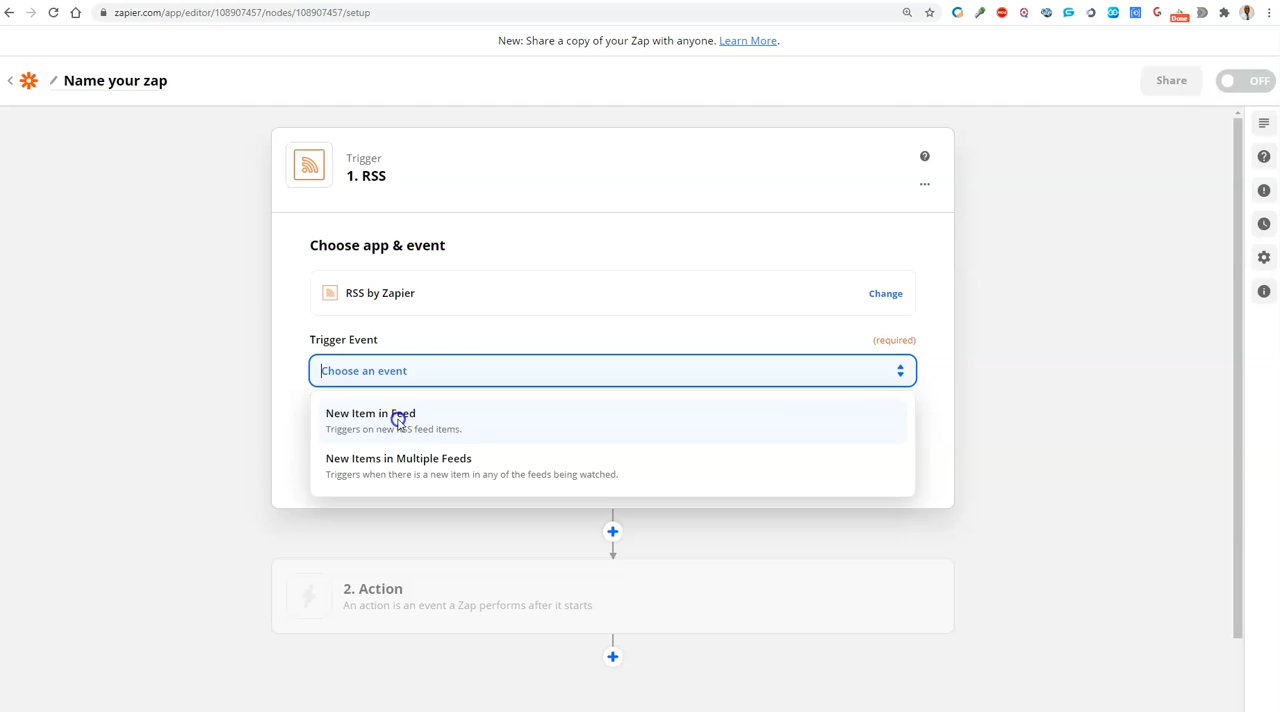 zapier.com/app/editor/108907457/nodes/108907457/setup
Done
New: Share a copy of your Zap with anyone. Learn More.
Name your zap
Share
OFF
Trigger
1. RSS
Choose app & event
RSS by Zapier
Change
Trigger Event
(required)
Choose an event
New Item in Feed
Triggers on new RSS feed items.
New Items in Multiple Feeds
Triggers when there is a new item in any of the feeds being watched.
2. Action
An action is an event a Zap performs after it starts